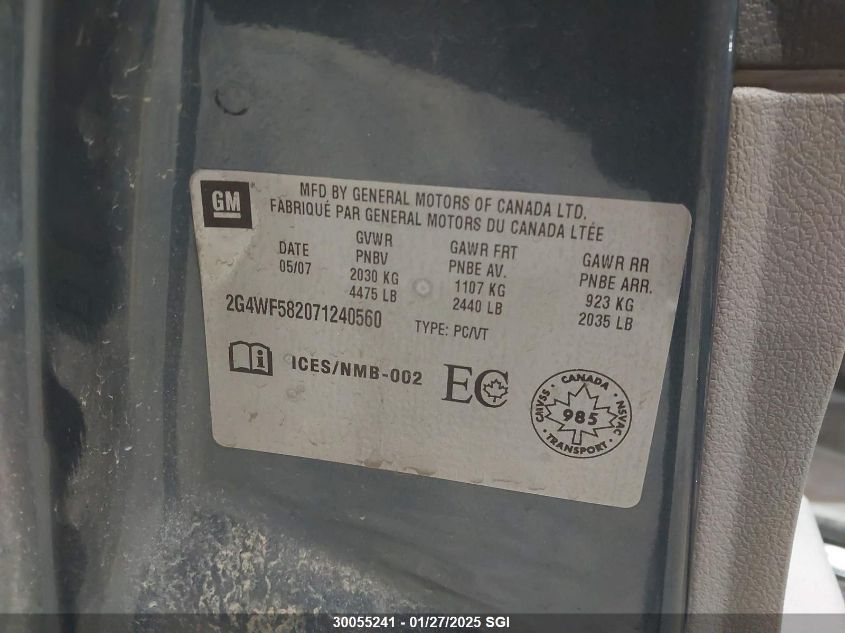 GM
MFD BY GENERAL MOTORS OF CANADA LTD.
FABRIQUÉ PAR GENERAL MOTORS DU CANADA LTÉE
DATE
05/07
GVWR
PNBV
2030 KG
4475 LB
GAWR FRT
PNBE AV.
1107 KG
2440 LB
GAWR RR
PNBE ARR.
923 KG
2035 LB
2G4WF582071240560
TYPE: PC/VT
i ICES/NMB-002
EC
CANADA
CMVSS
985
NSVAC
TRANSPORT
30055241 - 01/27/2025 SGI